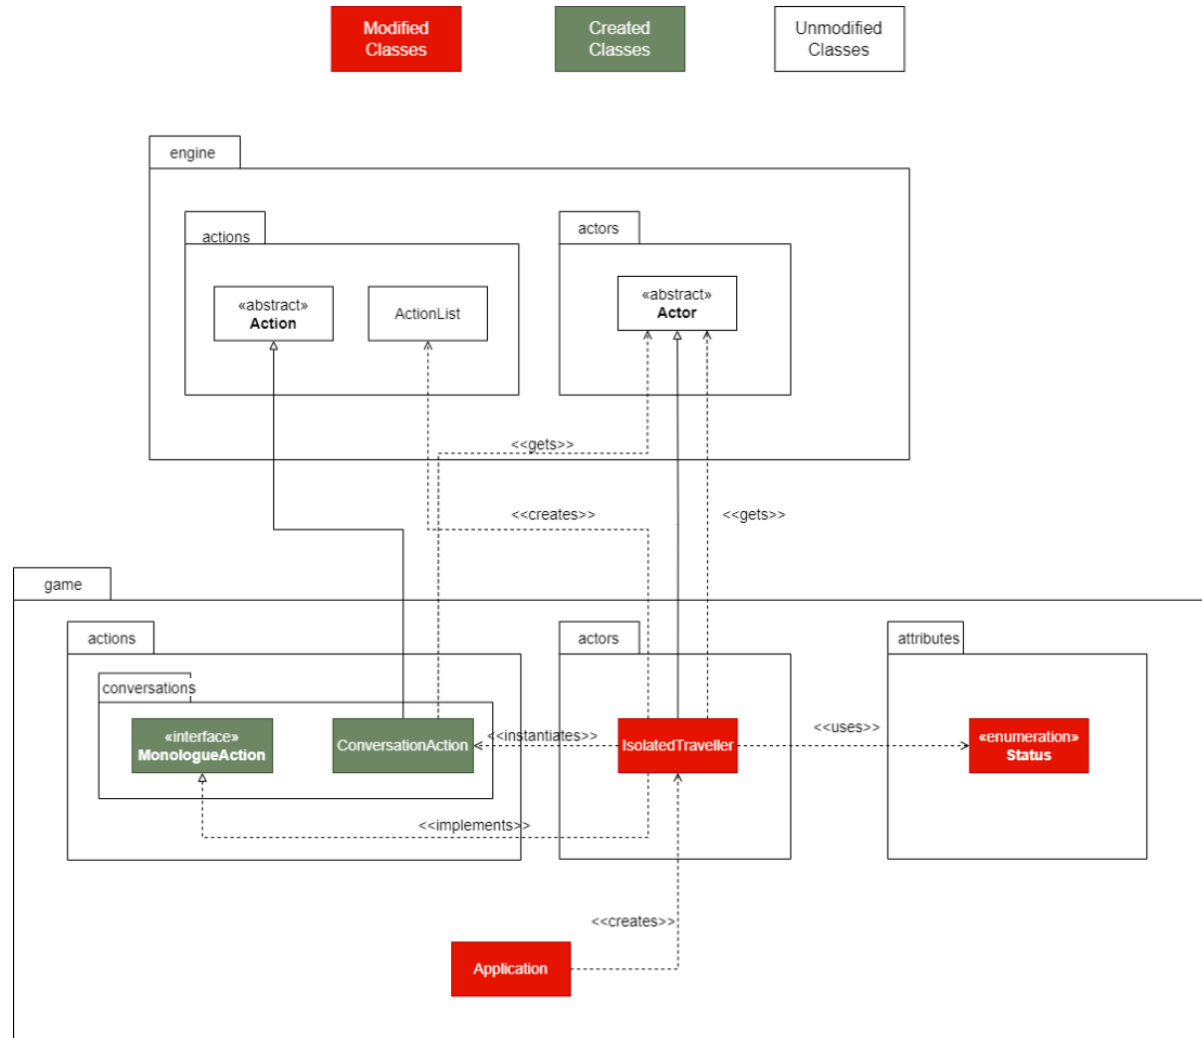 Modified
Classes
Created
Classes
Unmodified
Classes
engine
actions
actors
«abstract»
Action
ActionList
«abstract»
Actor
<<gets>>
<<creates>>
<<gets>>
game
actions
actors
attributes
conversations
«interface»
MonologueAction
ConversationAction
<<instantiates>>
IsolatedTraveller
<<uses>>
«enumeration»
Status
<<implements>>
<<creates>>
Application